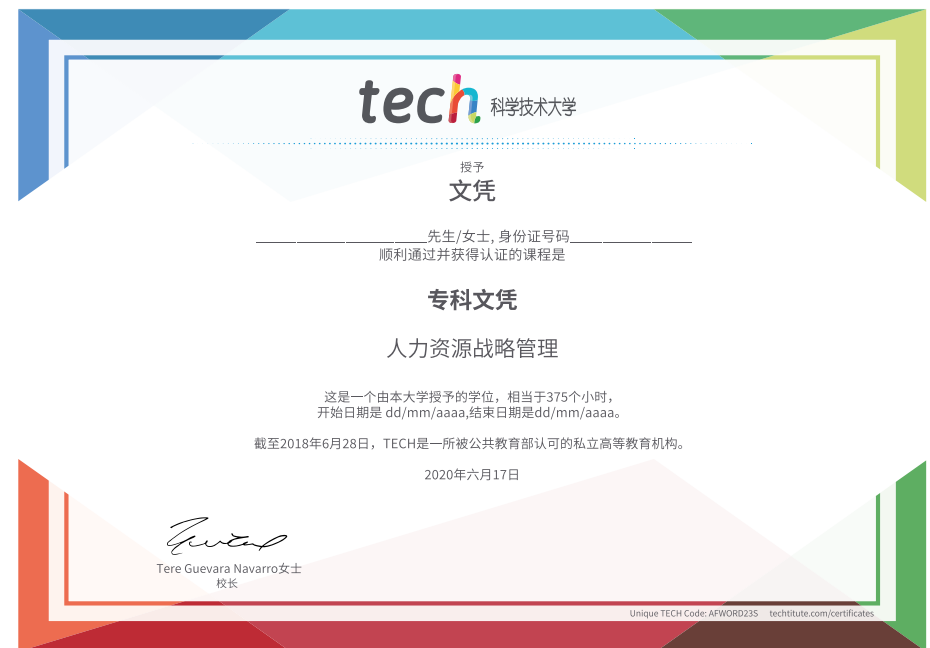 tech 科学技术大学
授予
文凭
________________________先生/女士, 身份证号码_________________
顺利通过并获得认证的课程是
专科文凭
人力资源战略管理
这是一个由本大学授予的学位，相当于375个小时，
开始日期是 dd/mm/aaaa,结束日期是dd/mm/aaaa。
截至2018年6月28日，TECH是一所被公共教育部认可的私立高等教育机构。
2020年六月17日
Tere Guevara Navarro女士
校长
Unique TECH Code: AFWORD23S techtitute.com/certificates